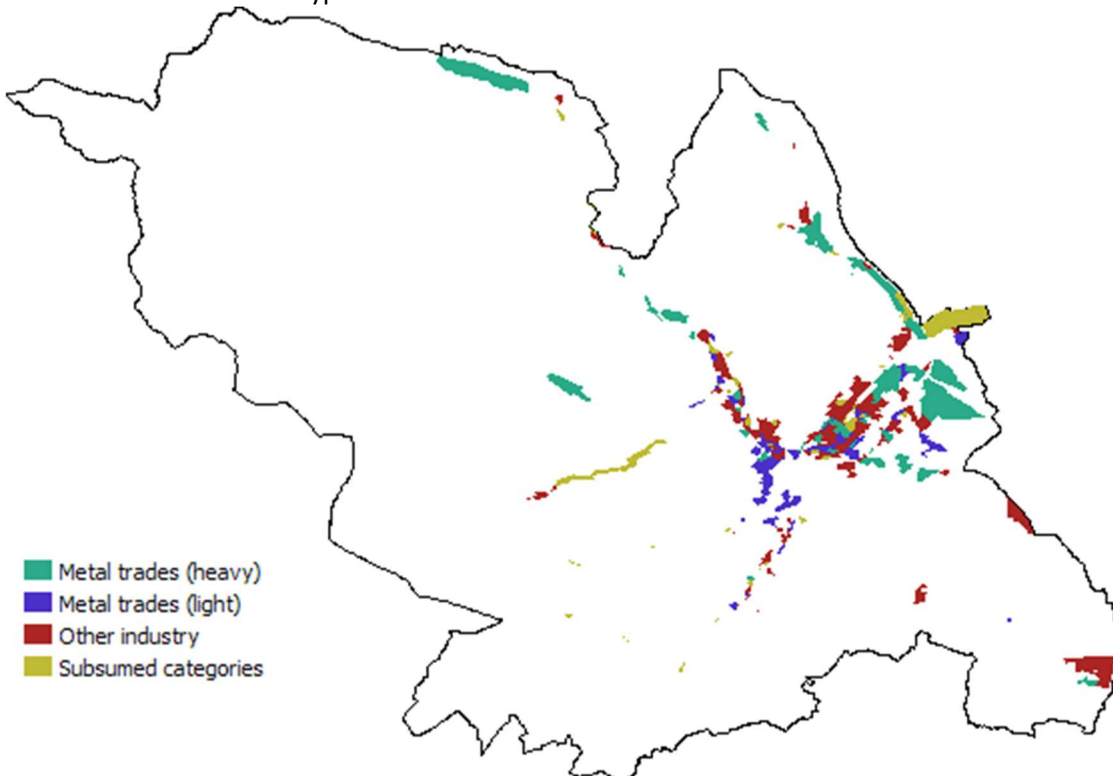 Metal trades (heavy)
Metal trades (light)
Other industry
Subsumed categories